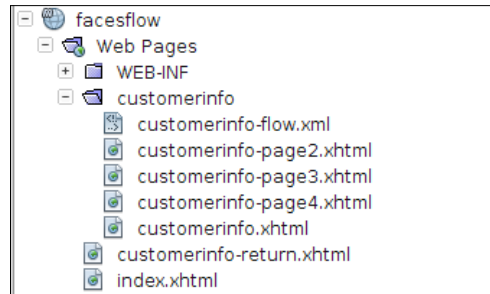 facesflow
Web Pages
WEB-INF
customerinfo
customerinfo-flow.xml
customerinfo-page2.xhtml
customerinfo-page3.xhtml
customerinfo-page4.xhtml
customerinfo.xhtml
customerinfo-return.xhtml
index.xhtml